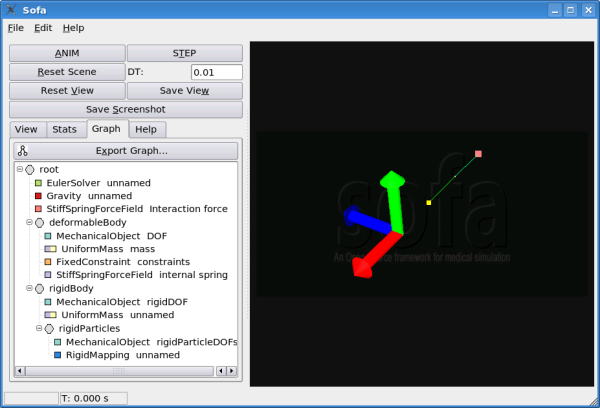 Sofa
File Edit Help
ANIM STEP
Reset Scene DT: 0.01
Reset View Save View
Save Screenshot
View Stats Graph Help
Export Graph...
root
EulerSolver unnamed
Gravity unnamed
StiffSpringForceField Interaction force
deformableBody
MechanicalObject DOF
UniformMass mass
FixedConstraint constraints
StiffSpringForceField internal spring
rigidBody
MechanicalObject rigidDOF
UniformMass unnamed
rigidParticles
MechanicalObject rigidParticleDOFs
RigidMapping unnamed
sofa
An Open Source framework for medical simulation
T: 0.000 s